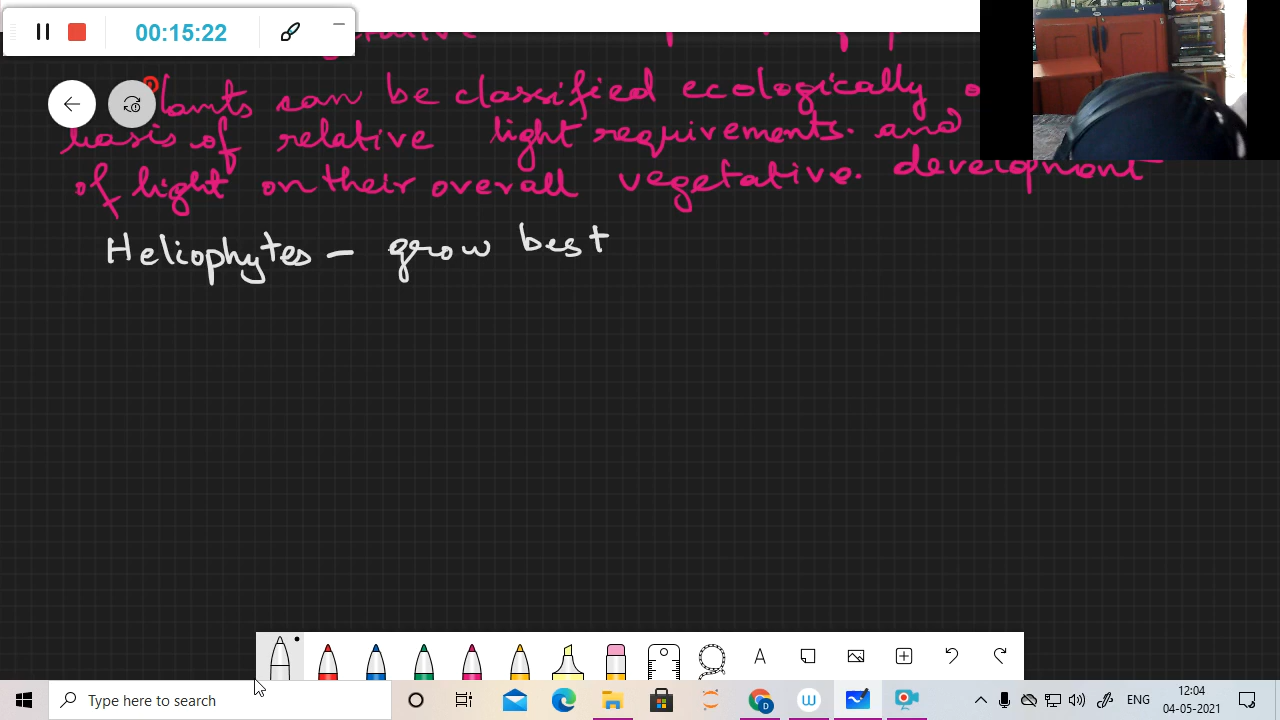 00:15:22
Plants can be classified ecologically
basis of relative light requirements. and
of light on their overall vegetative. development
Heliophytes - grow best
A
Type here to search
ENG
12:04
04-05-2021